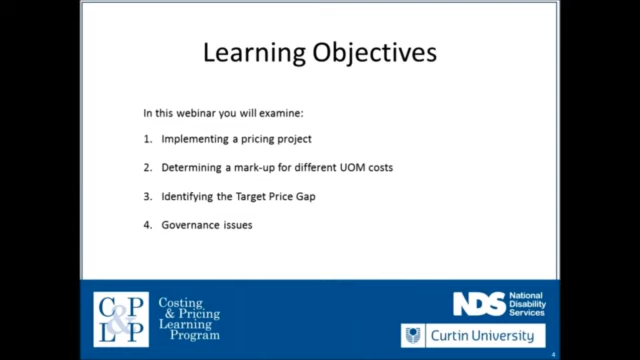 Learning Objectives
In this webinar you will examine:
1. Implementing a pricing project
2. Determining a mark-up for different UOM costs
3. Identifying the Target Price Gap
4. Governance issues
C P
&
L P
Costing
& Pricing
Learning
Program
NDS
National
Disability
Services
Curtin University
4